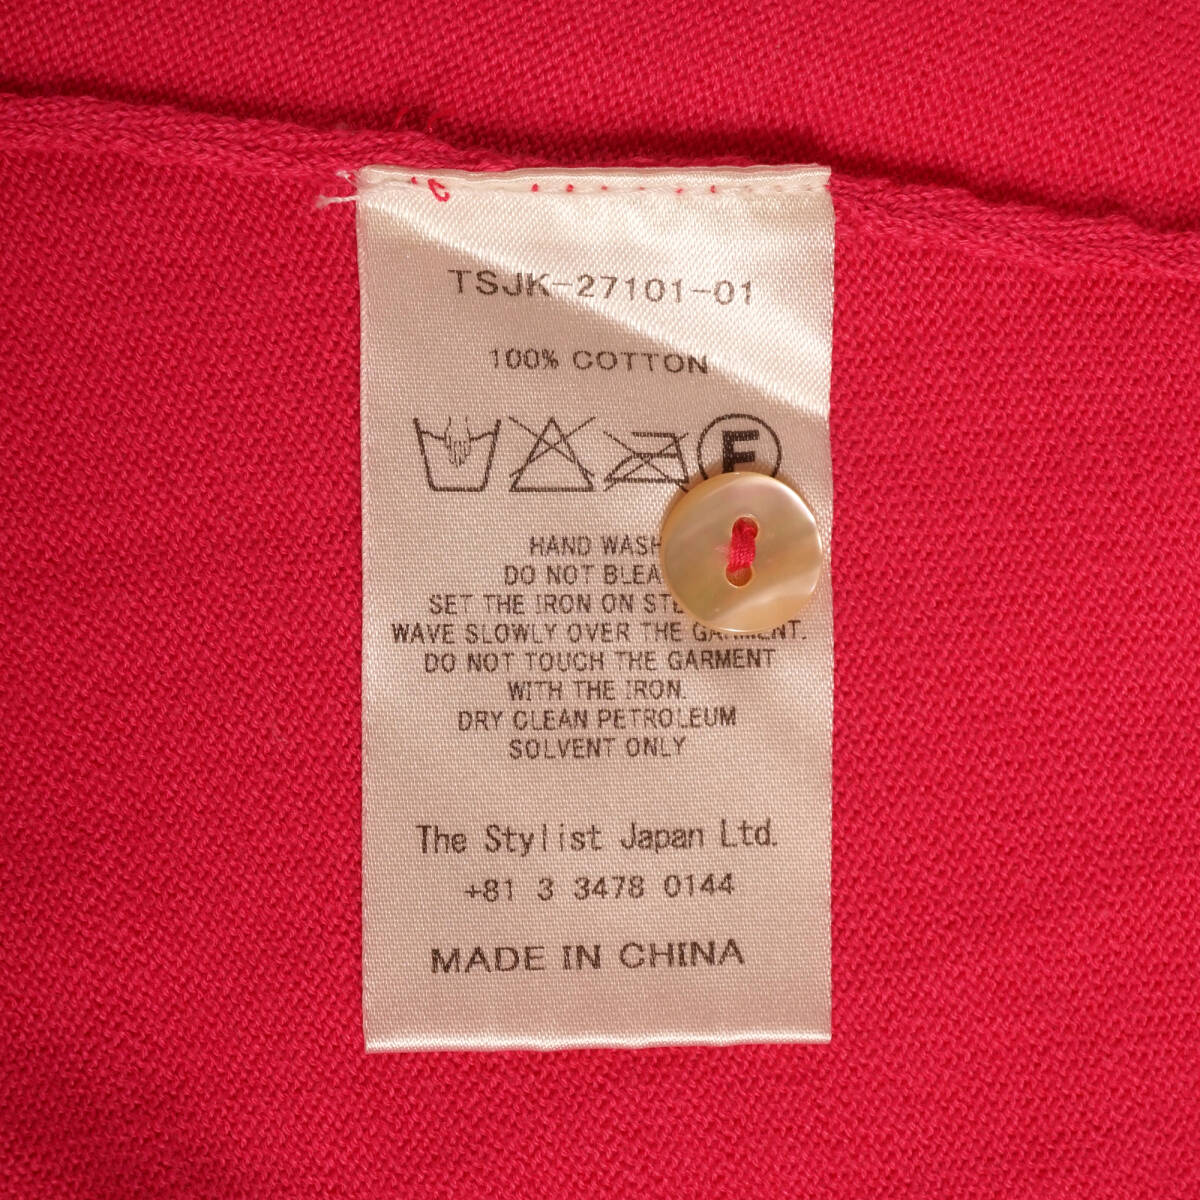 TSJK-27101-01
100% COTTON
F
HAND WASH
DO NOT
SET THE IRON ON
WAVE SLOWLY OVER THE GARMENT.
DO NOT TOUCH THE GARMENT
WITH THE IRON.
DRY CLEAN PETROLEUM
SOLVENT ONLY
The Stylist Japan Ltd.
+81 3 3478 0144
MADE IN CHINA